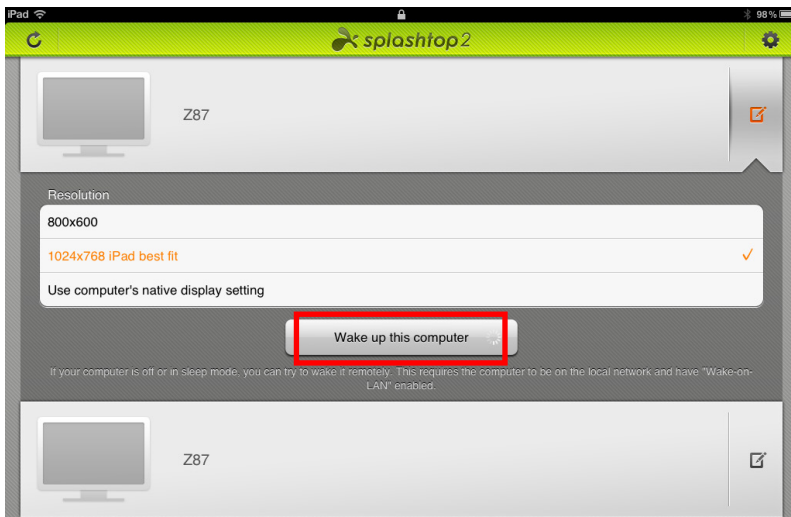 iPad 98%
splashtop2
Z87
Resolution
800x600
1024x768 iPad best fit
Use computer's native display setting
Wake up this computer
If your computer is off or in sleep mode, you can try to wake it remotely. This requires the computer to be on the local network and have "Wake-on-
LAN" enabled.
Z87